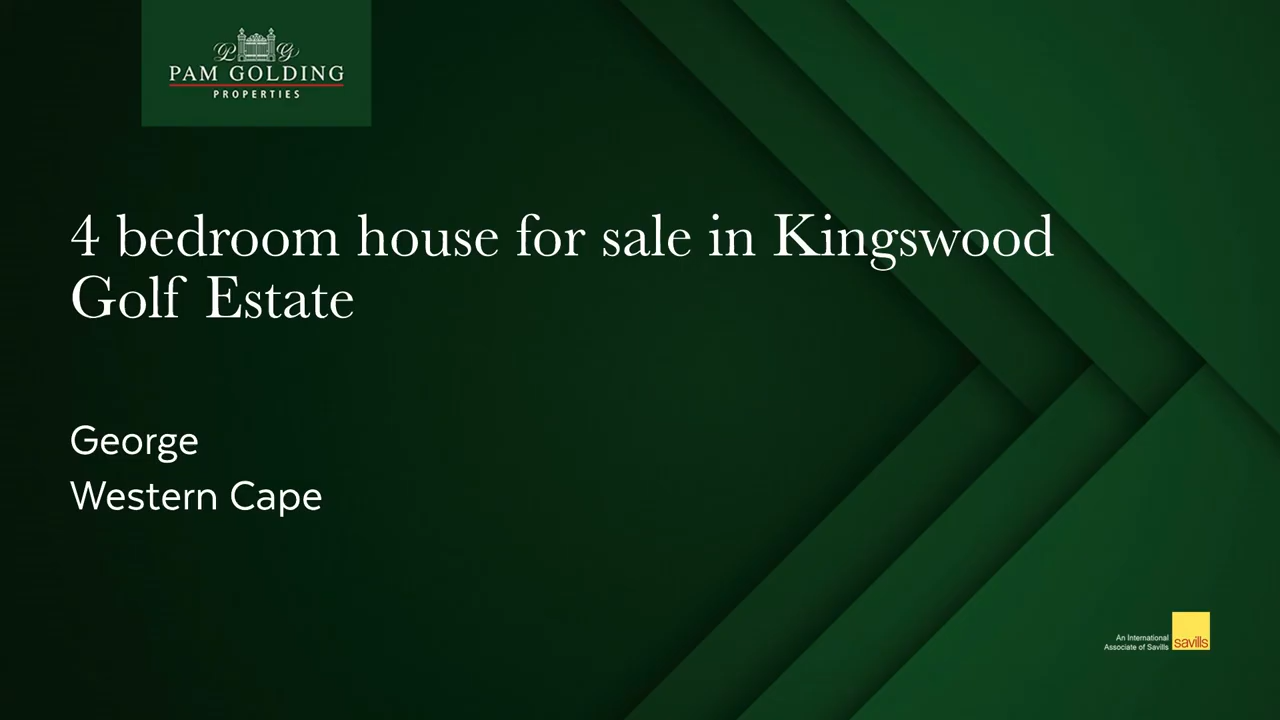 P G
PAM GOLDING
PROPERTIES
4 bedroom house for sale in Kingswood
Golf Estate
George
Western Cape
An International
Associate of Savills
savills